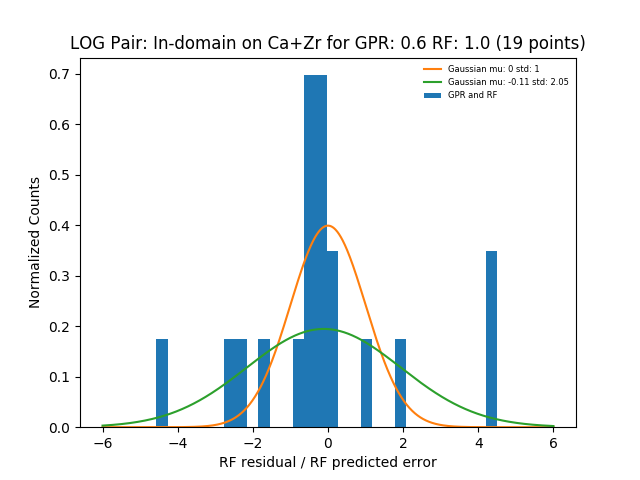 LOG Pair: In-domain on Ca+Zr for GPR: 0.6 RF: 1.0 (19 points)
Gaussian mu: 0 std: 1
Gaussian mu: -0.11 std: 2.05
GPR and RF
0.7
0.6
0.5
0.4
0.3
0.2
0.1
0.0
Normalized Counts
−6 −4 −2 0 2 4 6
RF residual / RF predicted error